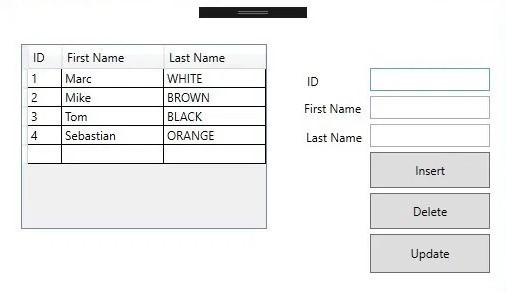 ID First Name Last Name
1 Marc WHITE
2 Mike BROWN
3 Tom BLACK
4 Sebastian ORANGE
ID
First Name
Last Name
Insert
Delete
Update